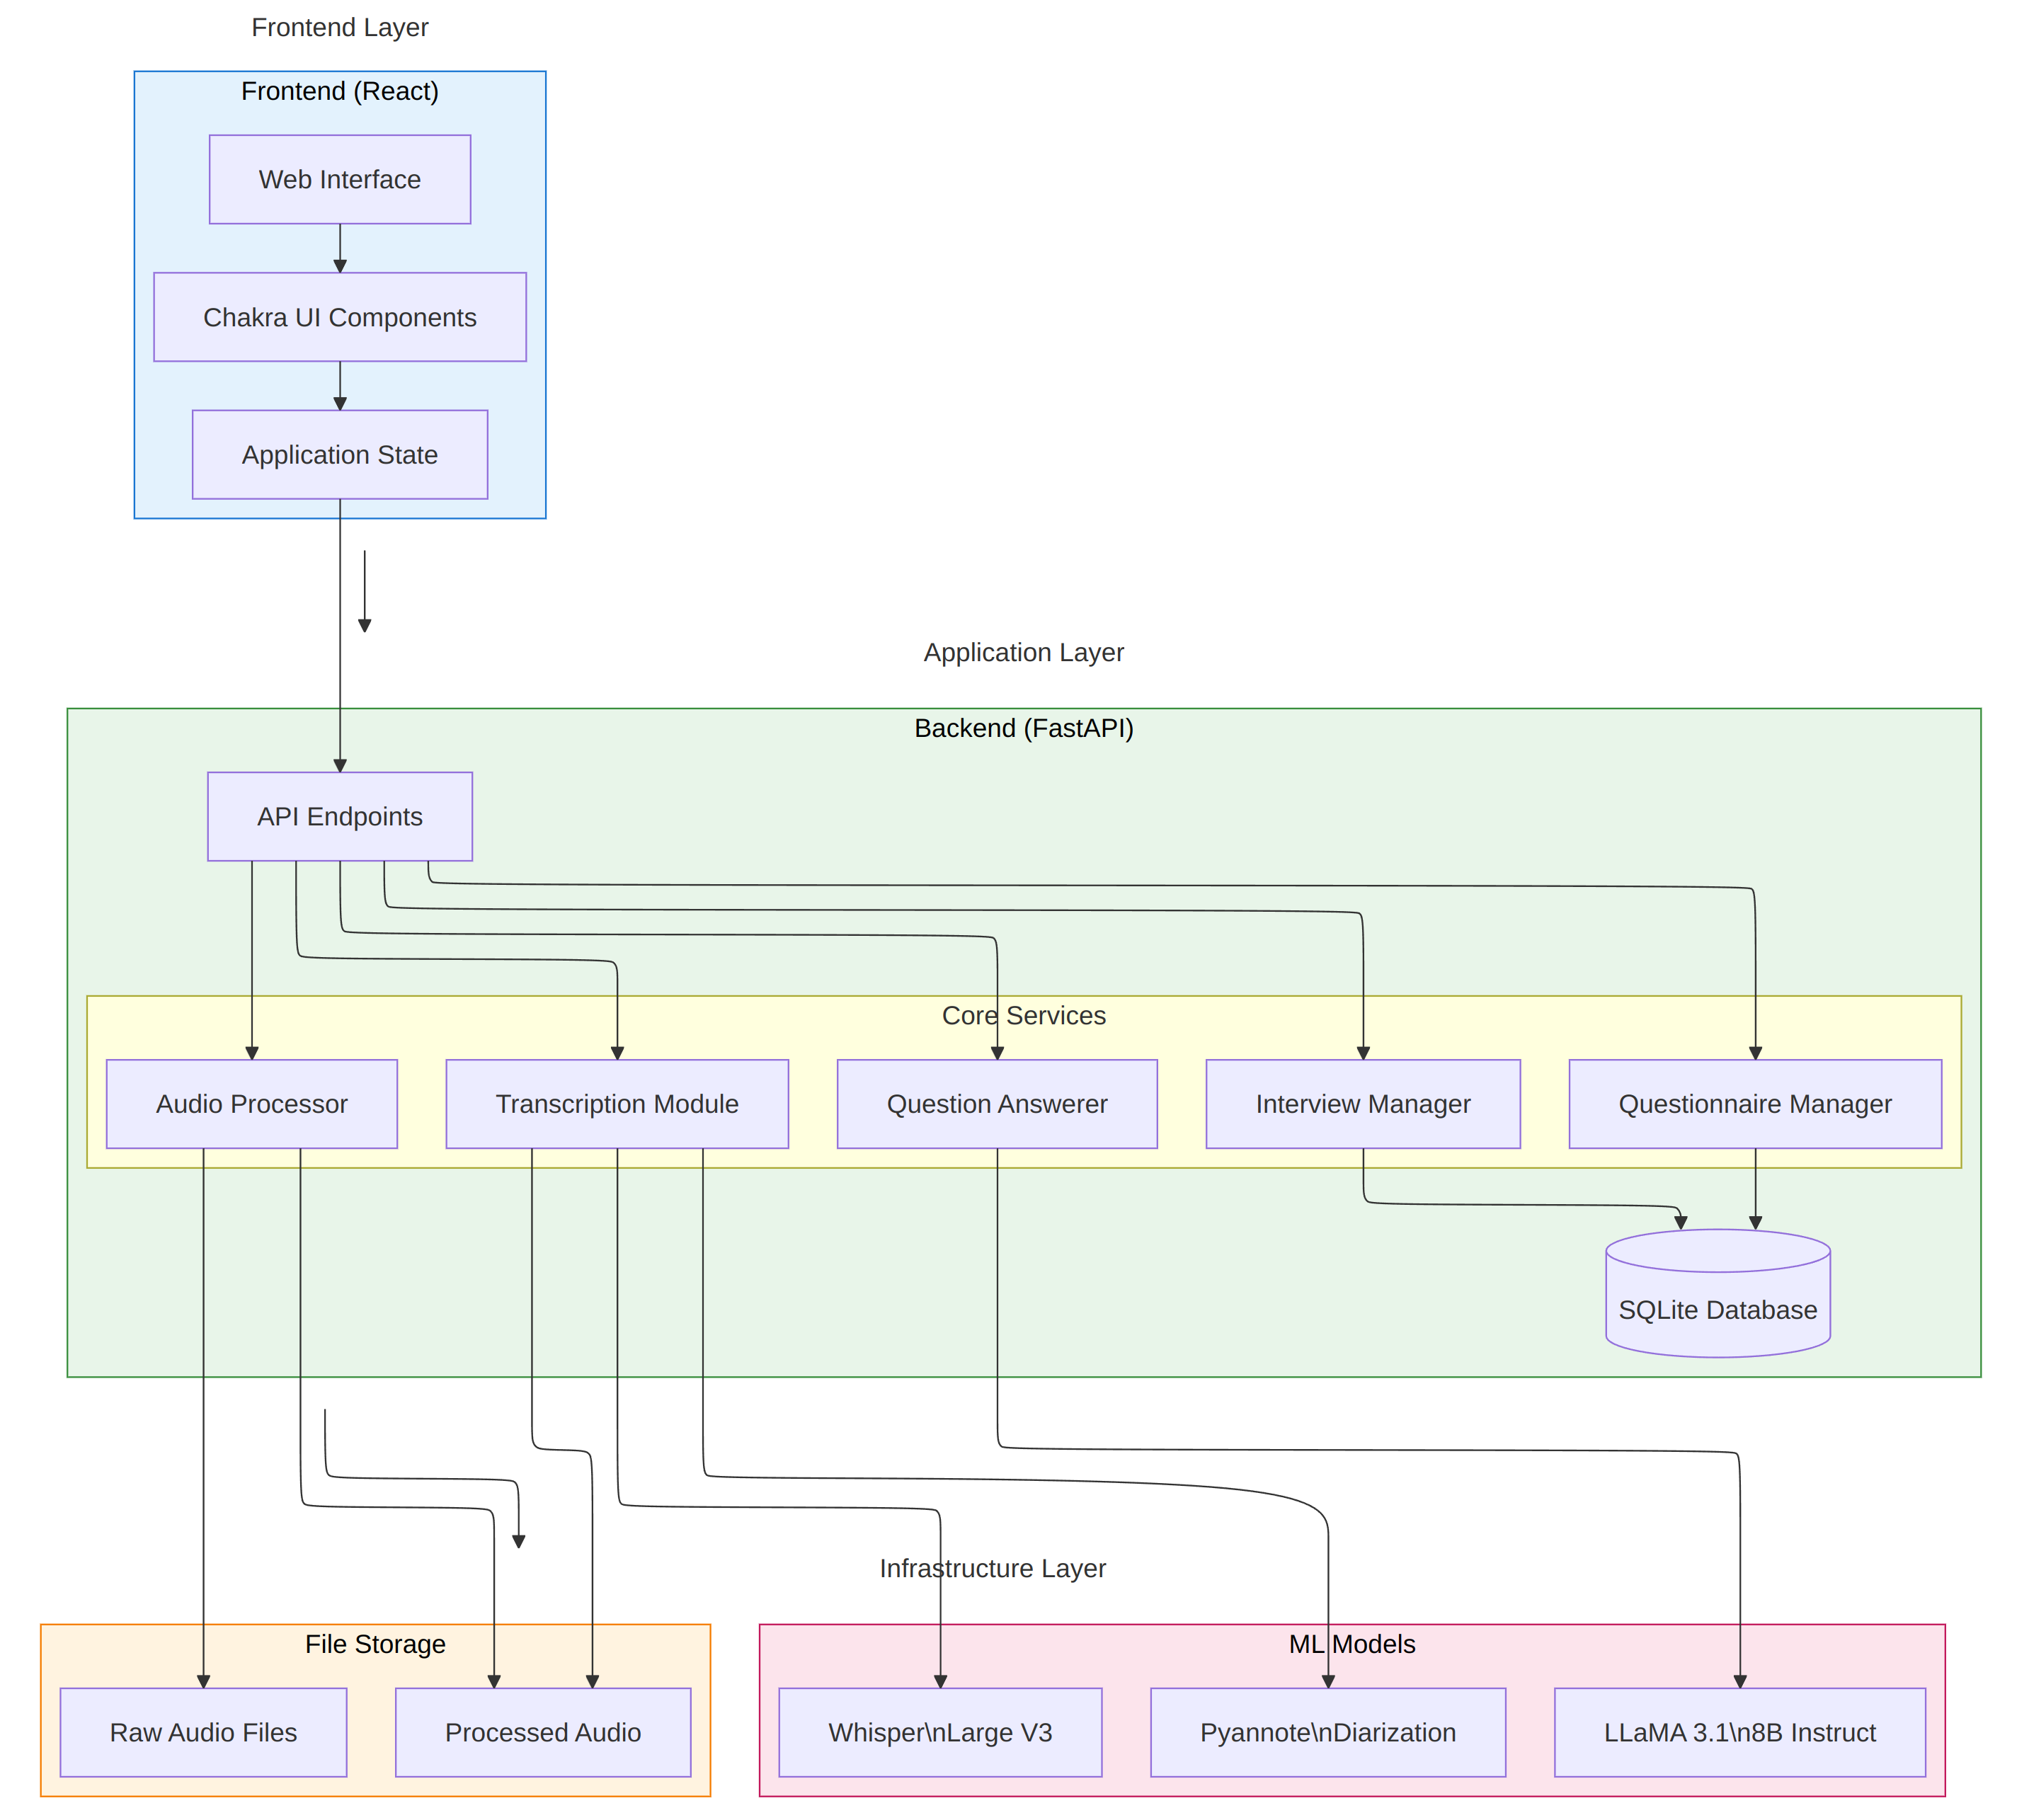 Frontend Layer
Frontend (React)
Web Interface
Chakra UI Components
Application State
Application Layer
Backend (FastAPI)
API Endpoints
Core Services
Audio Processor
Transcription Module
Question Answerer
Interview Manager
Questionnaire Manager
SQLite Database
Infrastructure Layer
File Storage
ML Models
Raw Audio Files
Processed Audio
Whisper\nLarge V3
Pyannote\nDiarization
LLaMA 3.1\n8B Instruct